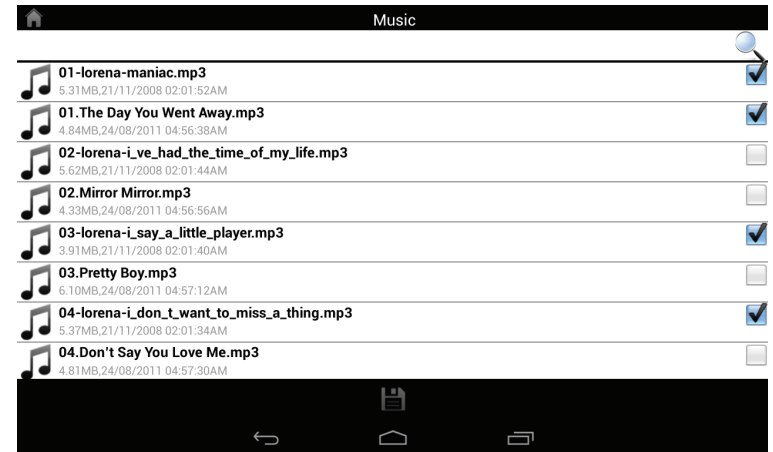 Music
01-lorena-maniac.mp3
5.31MB,21/11/2008 02:01:52AM
01.The Day You Went Away.mp3
4.84MB,24/08/2011 04:56:38AM
02-lorena-i_ve_had_the_time_of_my_life.mp3
5.62MB,21/11/2008 02:01:44AM
02.Mirror Mirror.mp3
4.33MB,24/08/2011 04:56:56AM
03-lorena-i_say_a_little_player.mp3
3.91MB,21/11/2008 02:01:40AM
03.Pretty Boy.mp3
6.10MB,24/08/2011 04:57:12AM
04-lorena-i_don_t_want_to_miss_a_thing.mp3
5.37MB,21/11/2008 02:01:34AM
04.Don't Say You Love Me.mp3
4.81MB,24/08/2011 04:57:30AM